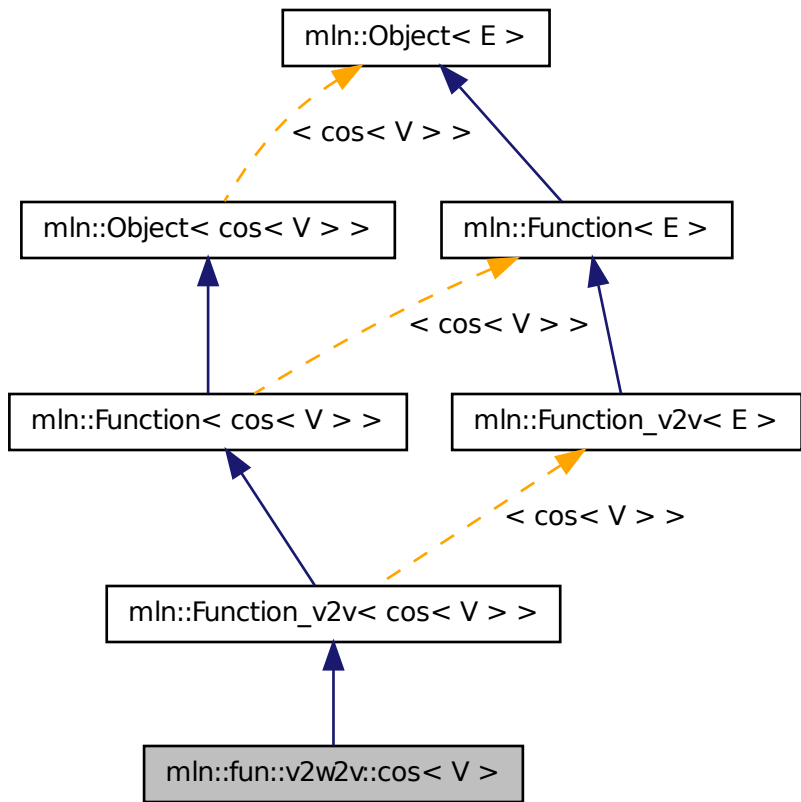 mln::Object< E >
< cos< V > >
mln::Object< cos< V > >
mln::Function< E >
< cos< V > >
mln::Function< cos< V > >
mln::Function_v2v< E >
< cos< V > >
mln::Function_v2v< cos< V > >
mln::fun::v2w2v::cos< V >